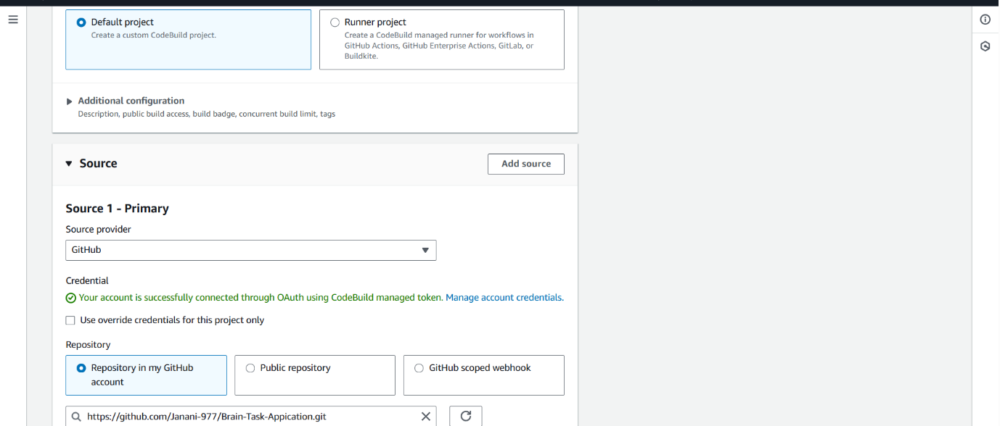 Default project
Create a custom CodeBuild project.
Runner project
Create a CodeBuild managed runner for workflows in
GitHub Actions, GitHub Enterprise Actions, GitLab, or
Buildkite.
Additional configuration
Description, public build access, build badge, concurrent build limit, tags
Source
Add source
Source 1 - Primary
Source provider
GitHub
Credential
Your account is successfully connected through OAuth using CodeBuild managed token. Manage account credentials.
Use override credentials for this project only
Repository
Repository in my GitHub
account
Public repository
GitHub scoped webhook
https://github.com/Janani-977/Brain-Task-Appication.git